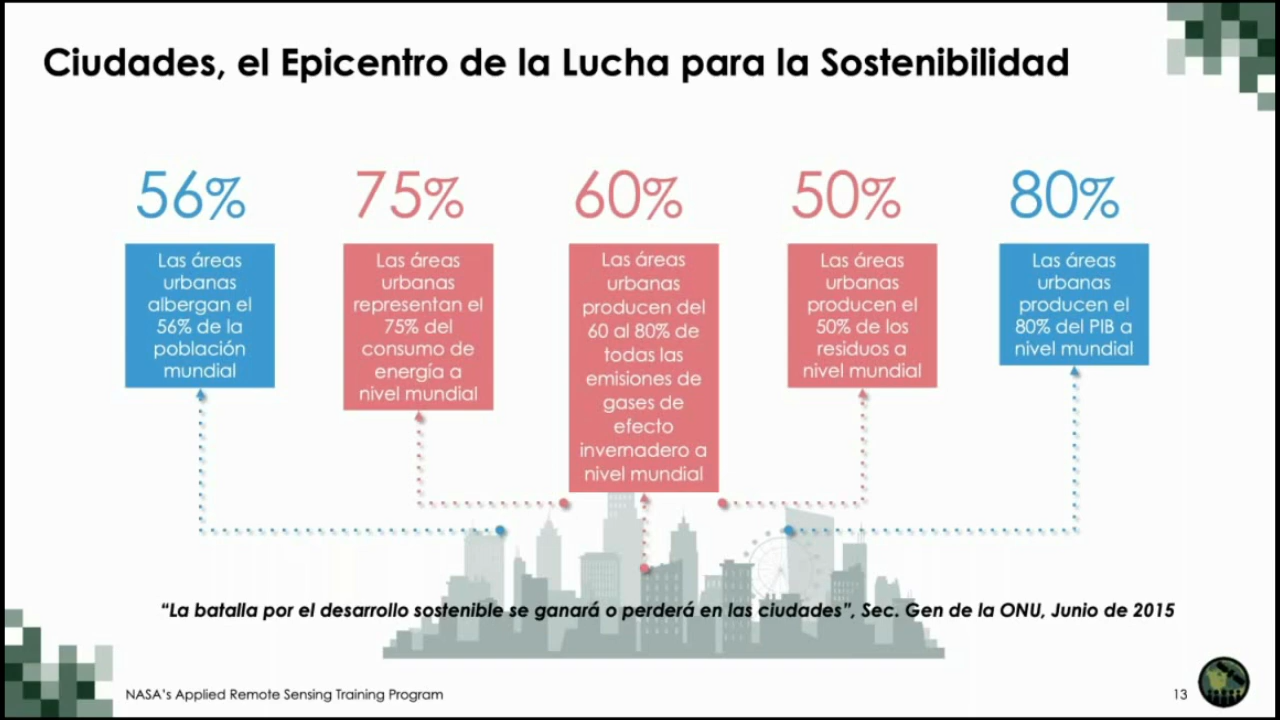 Ciudades, el Epicentro de la Lucha para la Sostenibilidad
56%
75%
60%
50%
80%
Las áreas
urbanas
albergan el
56% de la
población
mundial
Las áreas
urbanas
representan el
75% del
consumo de
energía a
nivel mundial
Las áreas
urbanas
producen del
60 al 80% de
todas las
emisiones de
gases de
efecto
invernadero a
nivel mundial
Las áreas
urbanas
producen el
50% de los
residuos a
nivel mundial
Las áreas
urbanas
producen el
80% del PIB a
nivel mundial
“La batalla por el desarrollo sostenible se ganará o perderá en las ciudades”, Sec. Gen de la ONU, Junio de 2015
NASA’s Applied Remote Sensing Training Program
13